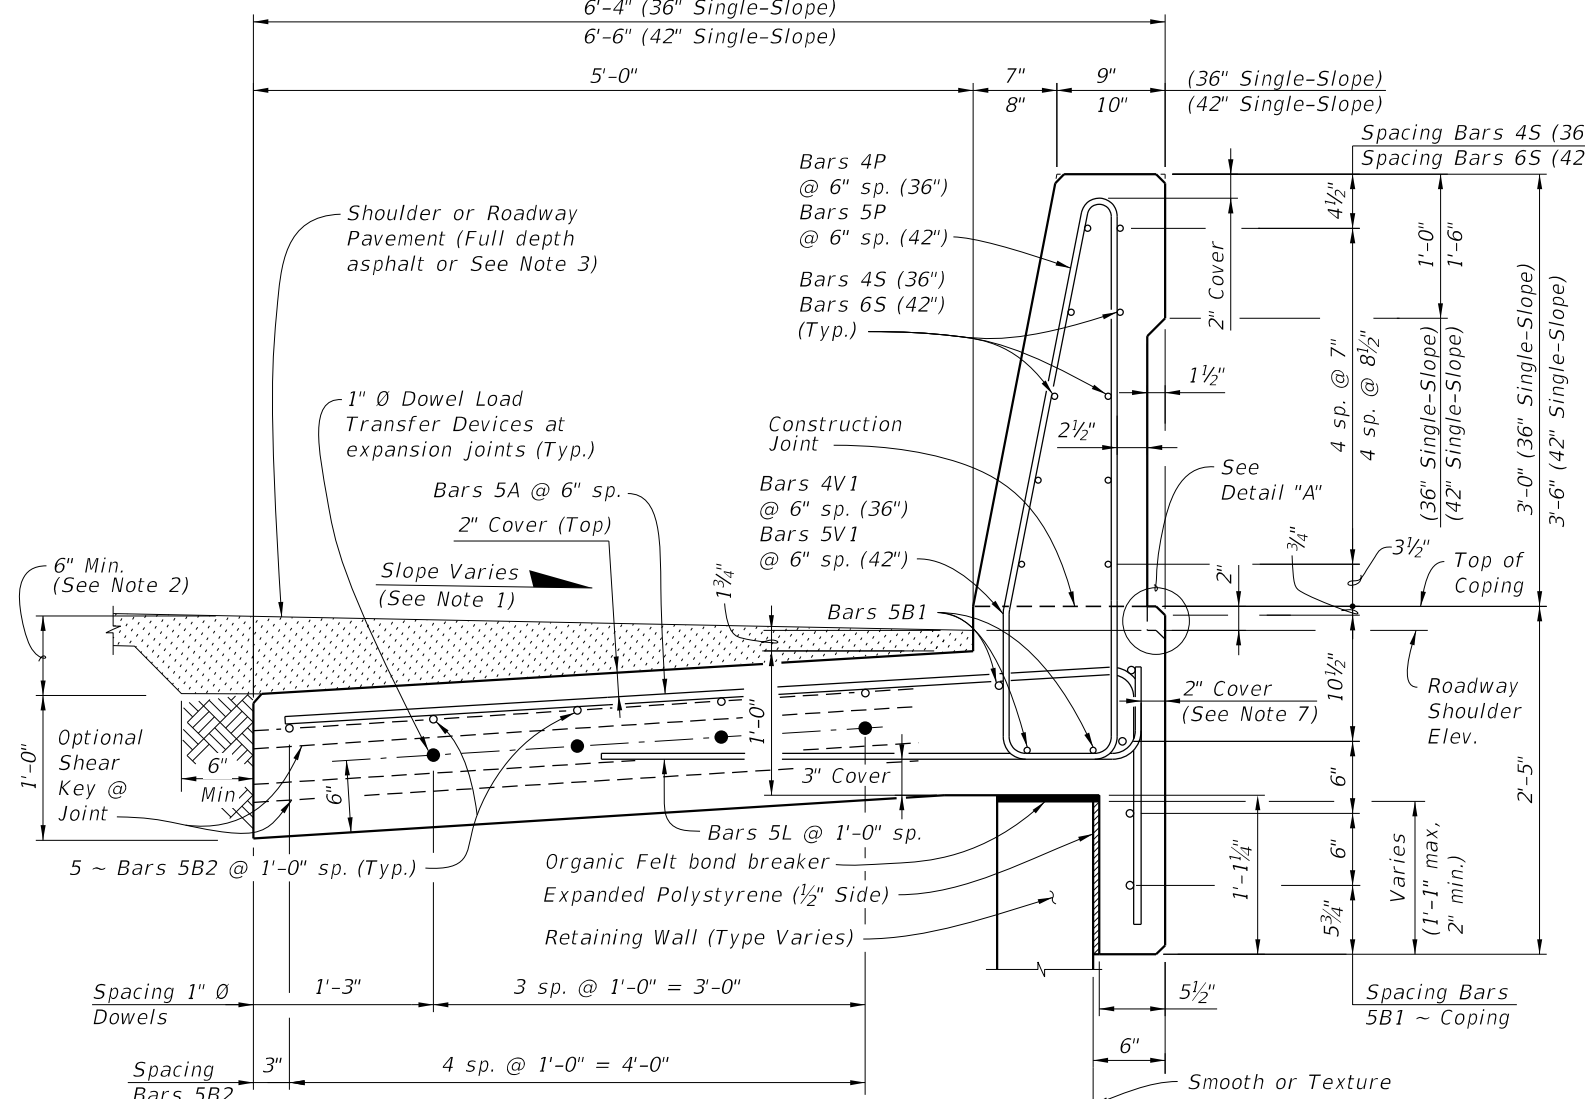 6'-4" (36" Single-Slope)
6'-6" (42" Single-Slope)
5'-0"
7"
8"
9"
10"
(36" Single-Slope)
(42" Single-Slope)
Spacing Bars 4S (36
Spacing Bars 6S (42
Bars 4P
@ 6" sp. (36")
Bars 5P
@ 6" sp. (42")
Bars 4S (36")
Bars 6S (42")
(Typ.)
Shoulder or Roadway
Pavement (Full depth
asphalt or See Note 3)
1" Ø Dowel Load
Transfer Devices at
expansion joints (Typ.)
Bars 5A @ 6" sp.
2" Cover (Top)
Slope Varies
(See Note 1)
6" Min.
(See Note 2)
Construction
Joint
Bars 4V1
@ 6" sp. (36")
Bars 5V1
@ 6" sp. (42")
Bars 5B1
1¾"
2½"
1½"
2" Cover
4½"
4 sp. @ 7"
4 sp. @ 8½"
1'-0"
1'-6"
(36" Single-Slope)
(42" Single-Slope)
3'-0" (36" Single-Slope)
3'-6" (42" Single-Slope)
See
Detail "A"
¾"
3½"
2"
Top of
Coping
Roadway
Shoulder
Elev.
2" Cover
(See Note 7)
10½"
6"
6"
5¾"
2'-5"
1'-1¼"
Varies
(1'-1" max,
2" min.)
1'-0"
Optional
Shear
Key @
Joint
6"
Min
6"
1'-0"
3" Cover
Bars 5L @ 1'-0" sp.
5 ~ Bars 5B2 @ 1'-0" sp. (Typ.)
Organic Felt bond breaker
Expanded Polystyrene (½" Side)
Retaining Wall (Type Varies)
Spacing 1" Ø
Dowels
1'-3"
3 sp. @ 1'-0" = 3'-0"
5½"
Spacing Bars
5B1 ~ Coping
6"
Spacing
Bars 5B2
3"
4 sp. @ 1'-0" = 4'-0"
Smooth or Texture